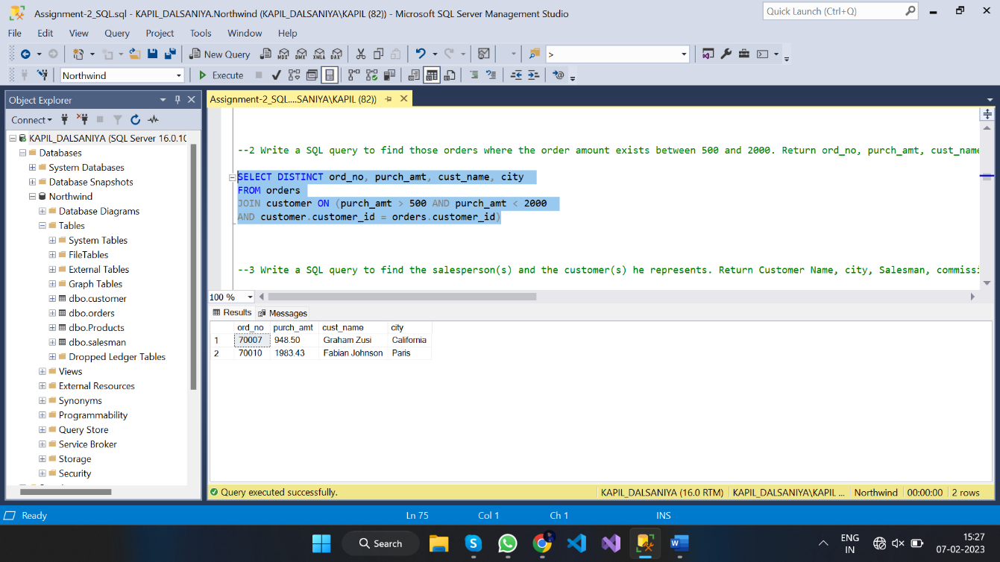 Assignment-2_SQL.sql - KAPIL_DALSANIYA.Northwind (KAPIL_DALSANIYA\KAPIL (82)) - Microsoft SQL Server Management Studio
Quick Launch (Ctrl+Q)
File Edit View Query Project Tools Window Help
New Query MDX DMX XMLA DAX >
Northwind Execute
Object Explorer
Assignment-2_SQL....SANIYA\KAPIL (82))
Connect
KAPIL_DALSANIYA (SQL Server 16.0.10
Databases
System Databases
Database Snapshots
Northwind
Database Diagrams
Tables
System Tables
FileTables
External Tables
Graph Tables
dbo.customer
dbo.orders
dbo.Products
dbo.salesman
Dropped Ledger Tables
Views
External Resources
Synonyms
Programmability
Query Store
Service Broker
Storage
Security
--2 Write a SQL query to find those orders where the order amount exists between 500 and 2000. Return ord_no, purch_amt, cust_name
SELECT DISTINCT ord_no, purch_amt, cust_name, city
FROM orders
JOIN customer ON (purch_amt > 500 AND purch_amt < 2000
AND customer.customer_id = orders.customer_id)
--3 Write a SQL query to find the salesperson(s) and the customer(s) he represents. Return Customer Name, city, Salesman, commissi
100 %
Results Messages
ord_no purch_amt cust_name city
1 70007 948.50 Graham Zusi California
2 70010 1983.43 Fabian Johnson Paris
Query executed successfully. KAPIL_DALSANIYA (16.0 RTM) KAPIL_DALSANIYA\KAPIL ... Northwind 00:00:00 2 rows
Ready Ln 75 Col 1 Ch 1 INS
Search
ENG
IN
15:27
07-02-2023